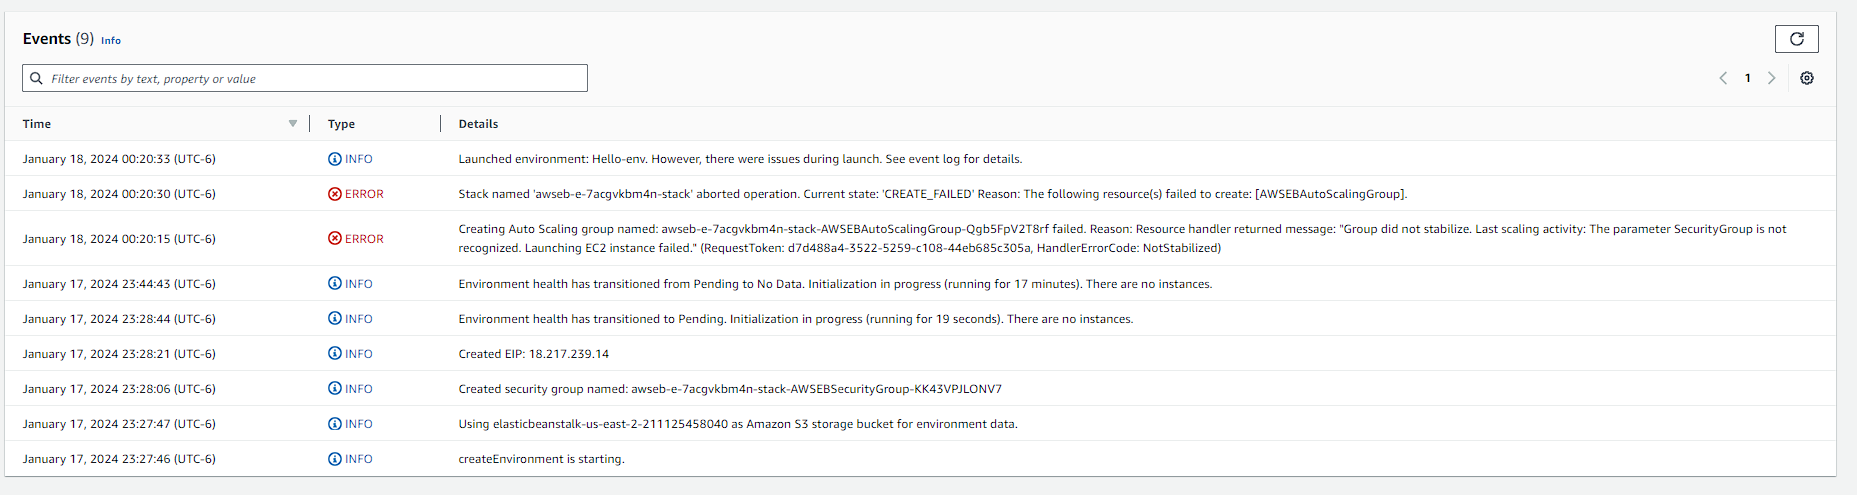 Events (9) Info
Filter events by text, property or value
1
Time Type Details
January 18, 2024 00:20:33 (UTC-6) INFO Launched environment: Hello-env. However, there were issues during launch. See event log for details.
January 18, 2024 00:20:30 (UTC-6) ERROR Stack named 'awseb-e-7acgvkbm4n-stack' aborted operation. Current state: 'CREATE_FAILED' Reason: The following resource(s) failed to create: [AWSEBAutoScalingGroup].
January 18, 2024 00:20:15 (UTC-6) ERROR Creating Auto Scaling group named: awseb-e-7acgvkbm4n-stack-AWSEBAutoScalingGroup-Qgb5FpV2T8rf failed. Reason: Resource handler returned message: "Group did not stabilize. Last scaling activity: The parameter SecurityGroup is not
recognized. Launching EC2 instance failed." (RequestToken: d7d488a4-3522-5259-c108-44eb685c305a, HandlerErrorCode: NotStabilized)
January 17, 2024 23:44:43 (UTC-6) INFO Environment health has transitioned from Pending to No Data. Initialization in progress (running for 17 minutes). There are no instances.
January 17, 2024 23:28:44 (UTC-6) INFO Environment health has transitioned to Pending. Initialization in progress (running for 19 seconds). There are no instances.
January 17, 2024 23:28:21 (UTC-6) INFO Created EIP: 18.217.239.14
January 17, 2024 23:28:06 (UTC-6) INFO Created security group named: awseb-e-7acgvkbm4n-stack-AWSEBSecurityGroup-KK43VPJLONV7
January 17, 2024 23:27:47 (UTC-6) INFO Using elasticbeanstalk-us-east-2-211125458040 as Amazon S3 storage bucket for environment data.
January 17, 2024 23:27:46 (UTC-6) INFO createEnvironment is starting.